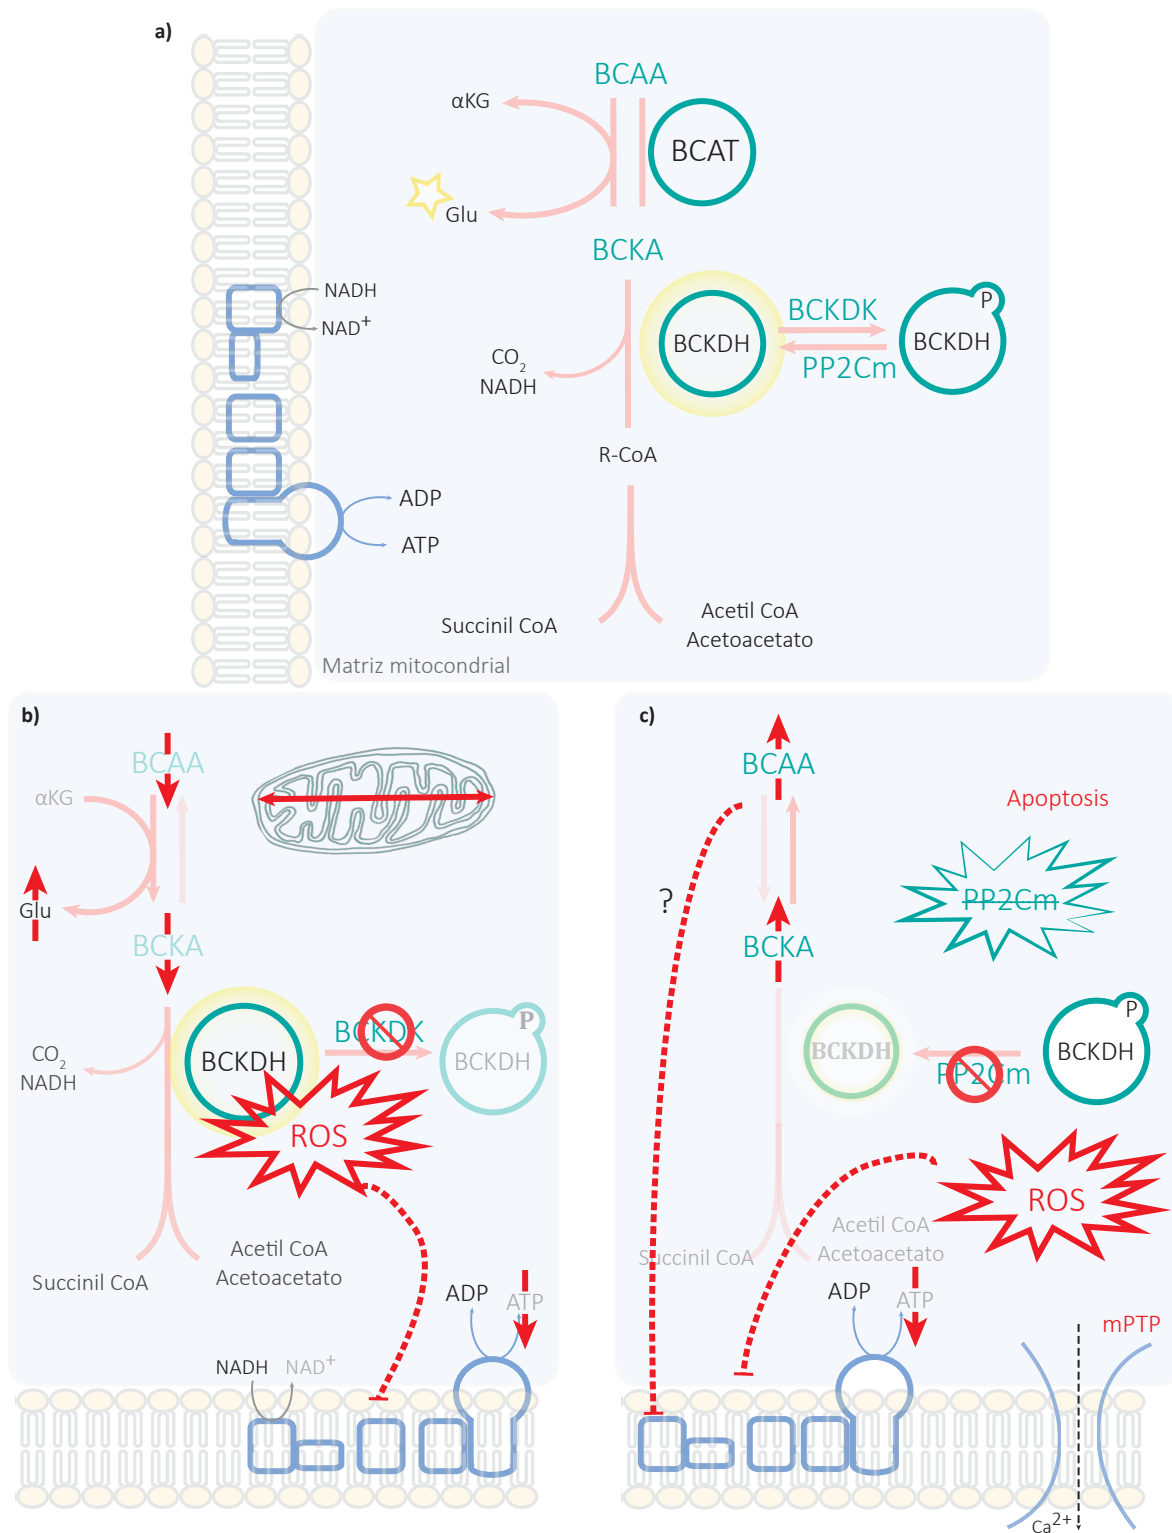 a)
BCAA
αKG
BCAT
Glu
BCKA
NADH
NAD+
BCKDH
BCKDK
PP2Cm
P
BCKDH
CO2
NADH
R-CoA
ADP
ATP
Succinil CoA
Acetil CoA
Acetoacetato
Matriz mitocondrial
b)
BCAA
αKG
Glu
BCKA
BCKDH
BCKDK
P
BCKDH
CO2
NADH
ROS
Acetil CoA
Acetoacetato
Succinil CoA
ADP
ATP
NADH
NAD+
c)
BCAA
Apoptosis
?
PP2Cm
BCKA
BCKDH
PP2Cm
P
BCKDH
ROS
Acetil CoA
Acetoacetato
Succinil CoA
ADP
ATP
mPTP
Ca2+